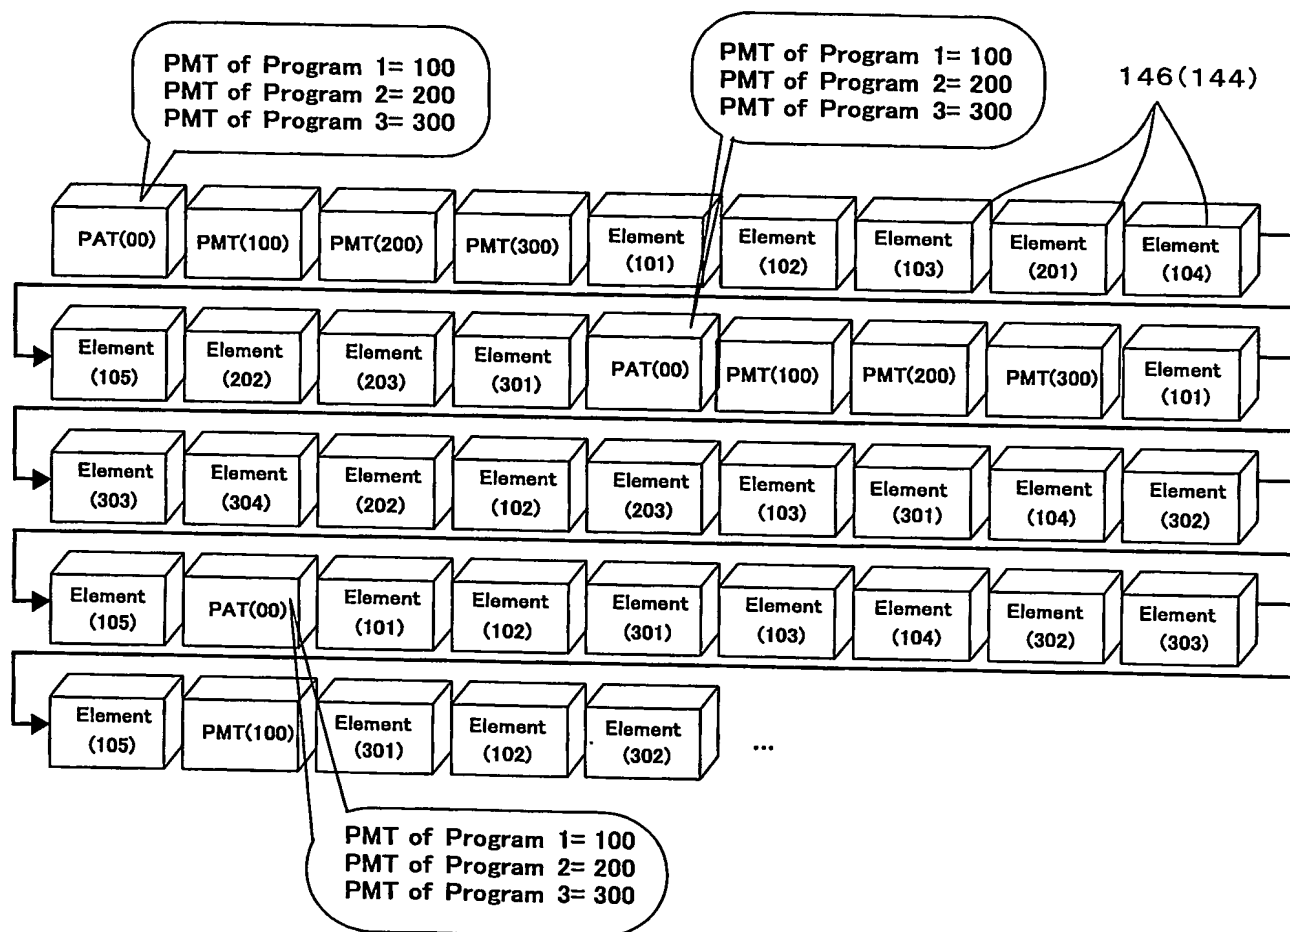 PMT of Program 1= 100
PMT of Program 2= 200
PMT of Program 3= 300
PMT of Program 1= 100
PMT of Program 2= 200
PMT of Program 3= 300
146(144)
PAT(00)
PMT(100)
PMT(200)
PMT(300)
Element
(101)
Element
(102)
Element
(103)
Element
(201)
Element
(104)
Element
(105)
Element
(202)
Element
(203)
Element
(301)
PAT(00)
PMT(100)
PMT(200)
PMT(300)
Element
(101)
Element
(303)
Element
(304)
Element
(202)
Element
(102)
Element
(203)
Element
(103)
Element
(301)
Element
(104)
Element
(302)
Element
(105)
PAT(00)
Element
(101)
Element
(102)
Element
(301)
Element
(103)
Element
(104)
Element
(302)
Element
(303)
Element
(105)
PMT(100)
Element
(301)
Element
(102)
Element
(302)
...
PMT of Program 1= 100
PMT of Program 2= 200
PMT of Program 3= 300